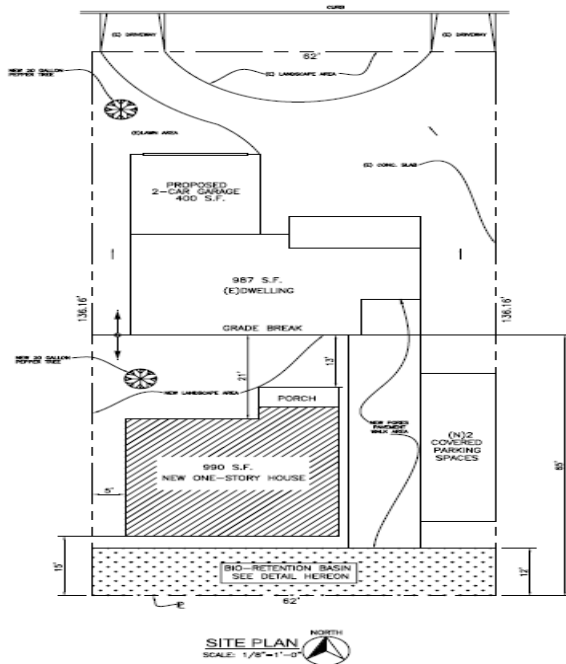 CURB
(E) DRIVEWAY
(E) DRIVEWAY
62'
NEW 20 GALLON
PEPPER TREE
(E) LANDSCAPE AREA
(E)LAWN AREA
(E) CONC. SLAB
PROPOSED
2-CAR GARAGE
400 S.F.
987 S.F.
(E)DWELLING
136.16'
136.16'
GRADE BREAK
NEW 20 GALLON
PEPPER TREE
21'
13'
NEW LANDSCAPE AREA
PORCH
PAVEMENT
WALK AREA
(N)2
COVERED
PARKING
SPACES
990 S.F.
NEW ONE-STORY HOUSE
5'
65'
15'
BIO-RETENTION BASIN
SEE DETAIL HEREON
12'
62'
SITE PLAN
SCALE: 1/8"=1'-0"
NORTH